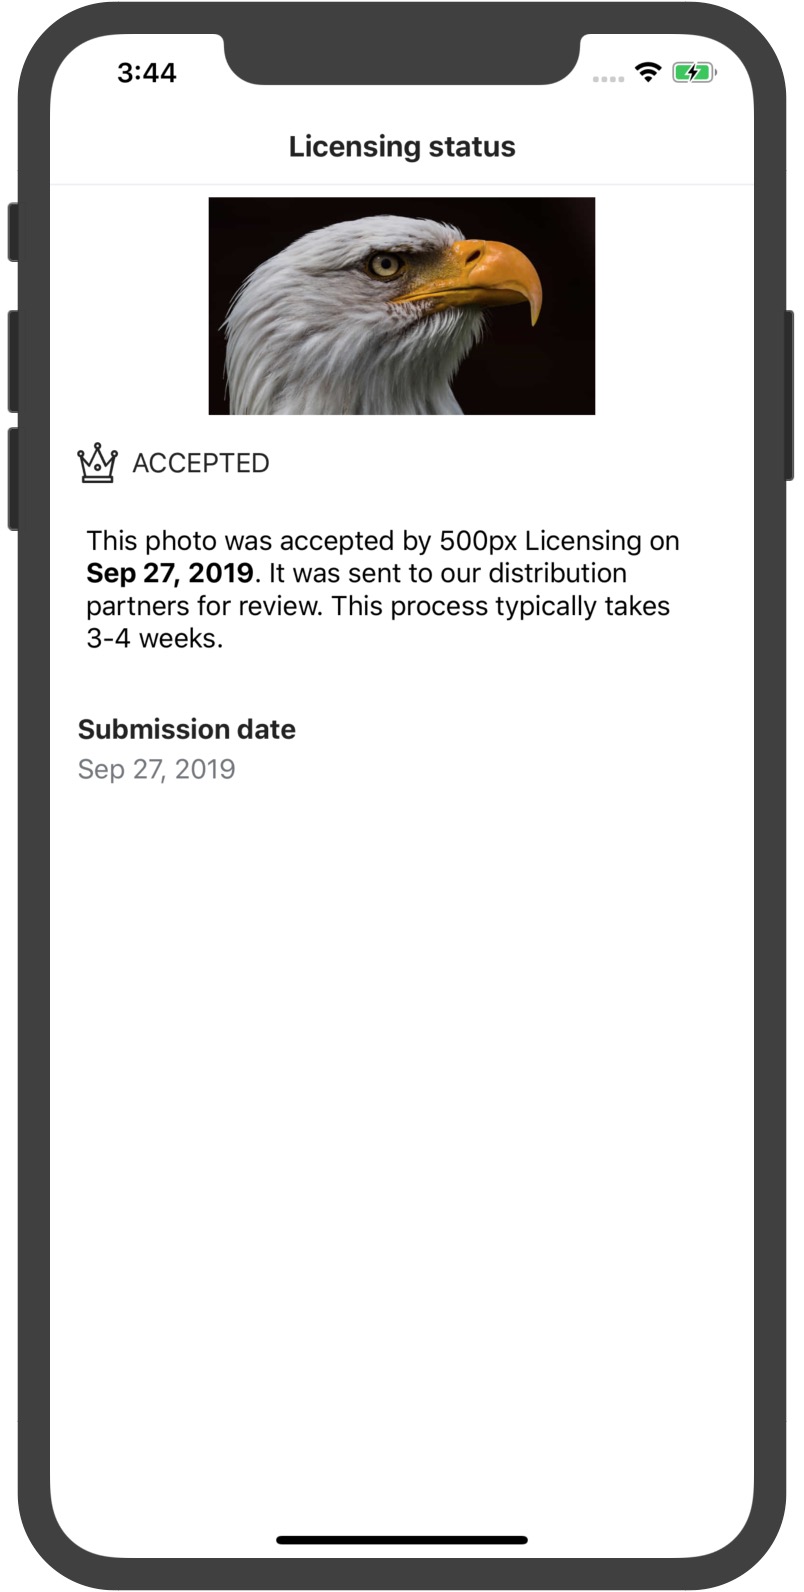 3:44
Licensing status
ACCEPTED
This photo was accepted by 500px Licensing on
Sep 27, 2019. It was sent to our distribution
partners for review. This process typically takes
3-4 weeks.
Submission date
Sep 27, 2019